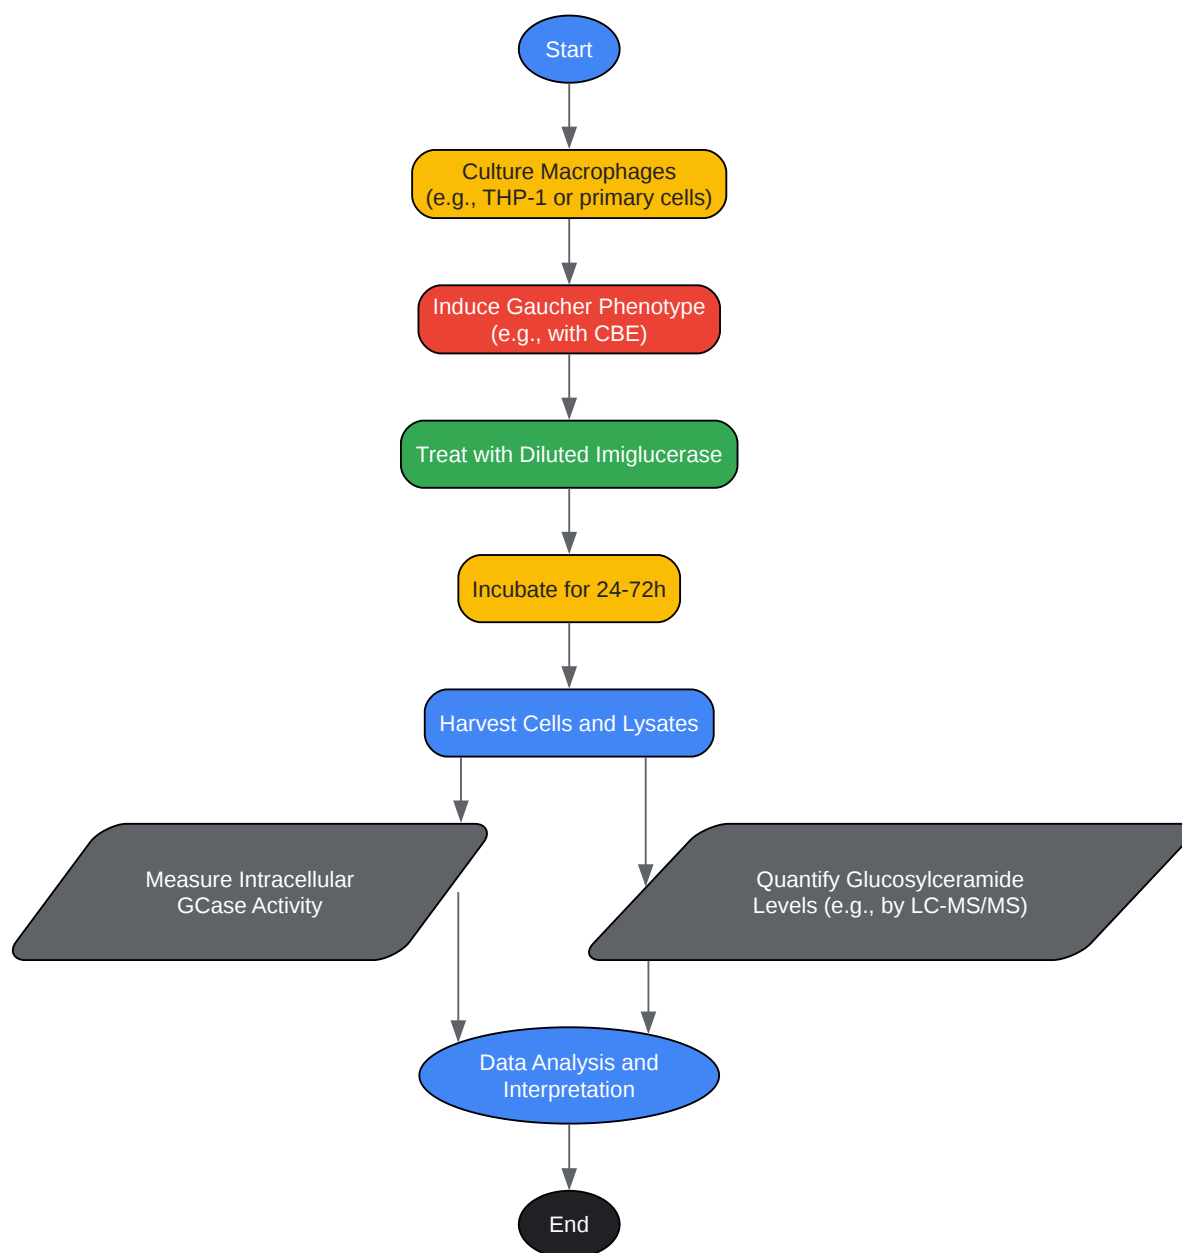 Start
Culture Macrophages
(e.g., THP-1 or primary cells)
Induce Gaucher Phenotype
(e.g., with CBE)
Treat with Diluted Imiglucerase
Incubate for 24-72h
Harvest Cells and Lysates
Measure Intracellular
GCase Activity
Quantify Glucosylceramide
Levels (e.g., by LC-MS/MS)
Data Analysis and
Interpretation
End